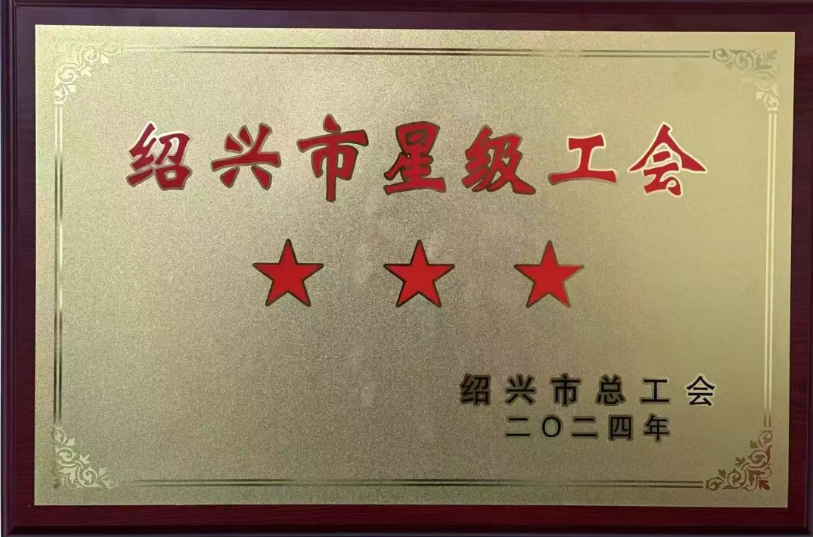 绍兴市星级工会
★ ★ ★
绍兴市总工会
二〇二四年